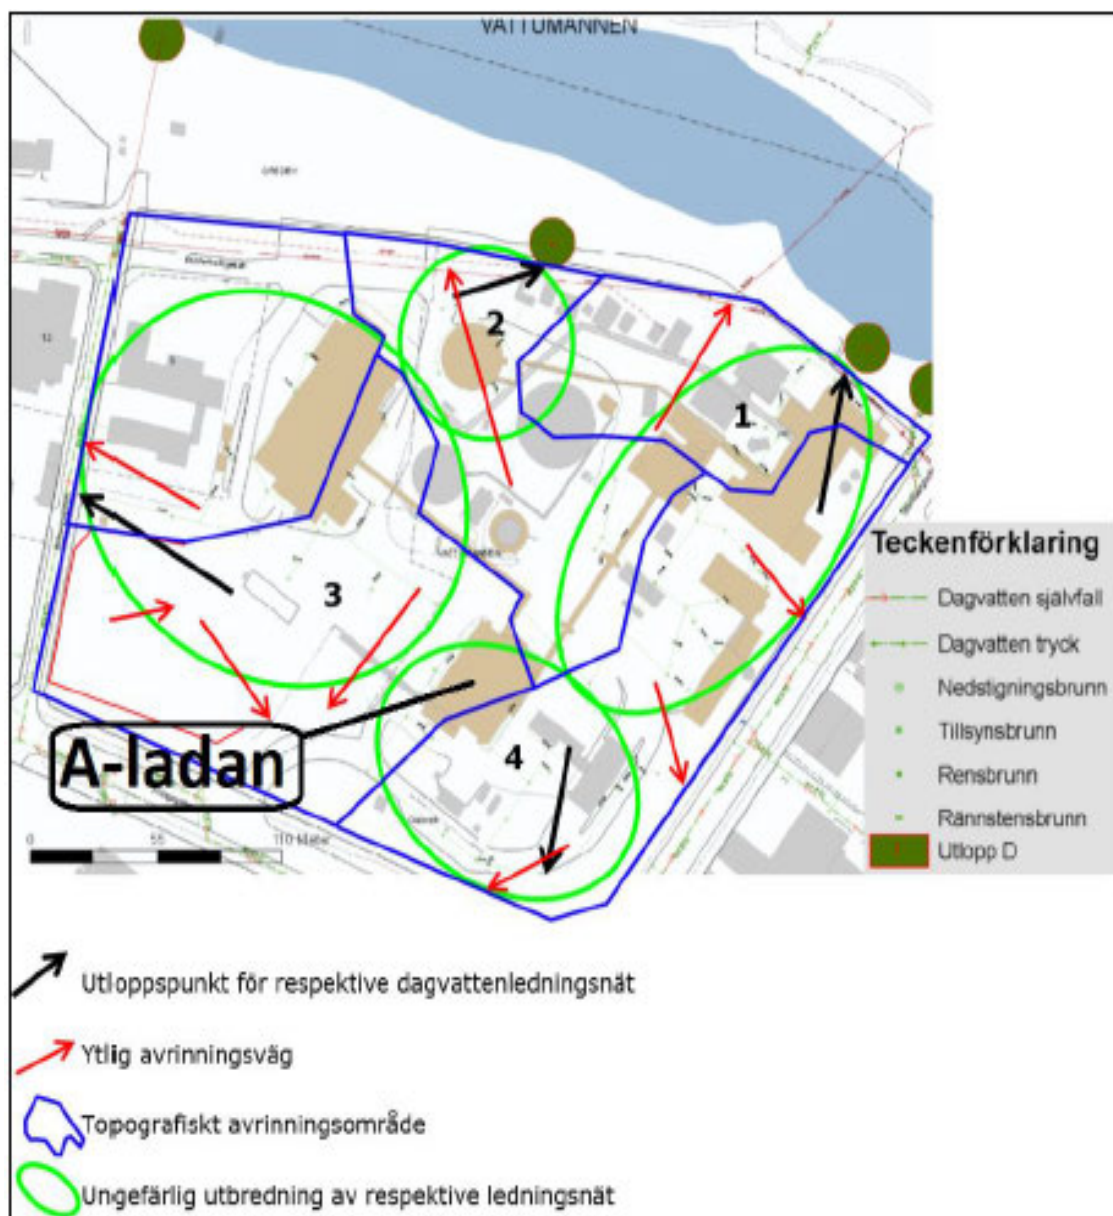 VATTUMANNEN
2
1
3
4
A-ladan
0
55
110 Meter
Teckenförklaring
Dagvatten självfall
Dagvatten tryck
Nedstigningsbrunn
Tillsynsbrunn
Rensbrunn
Rännstensbrunn
Utlopp D
Utloppspunkt för respektive dagvattenledningsnät
Ytlig avrinningsväg
Topografiskt avrinningsområde
Ungefärlig utbredning av respektive ledningsnät